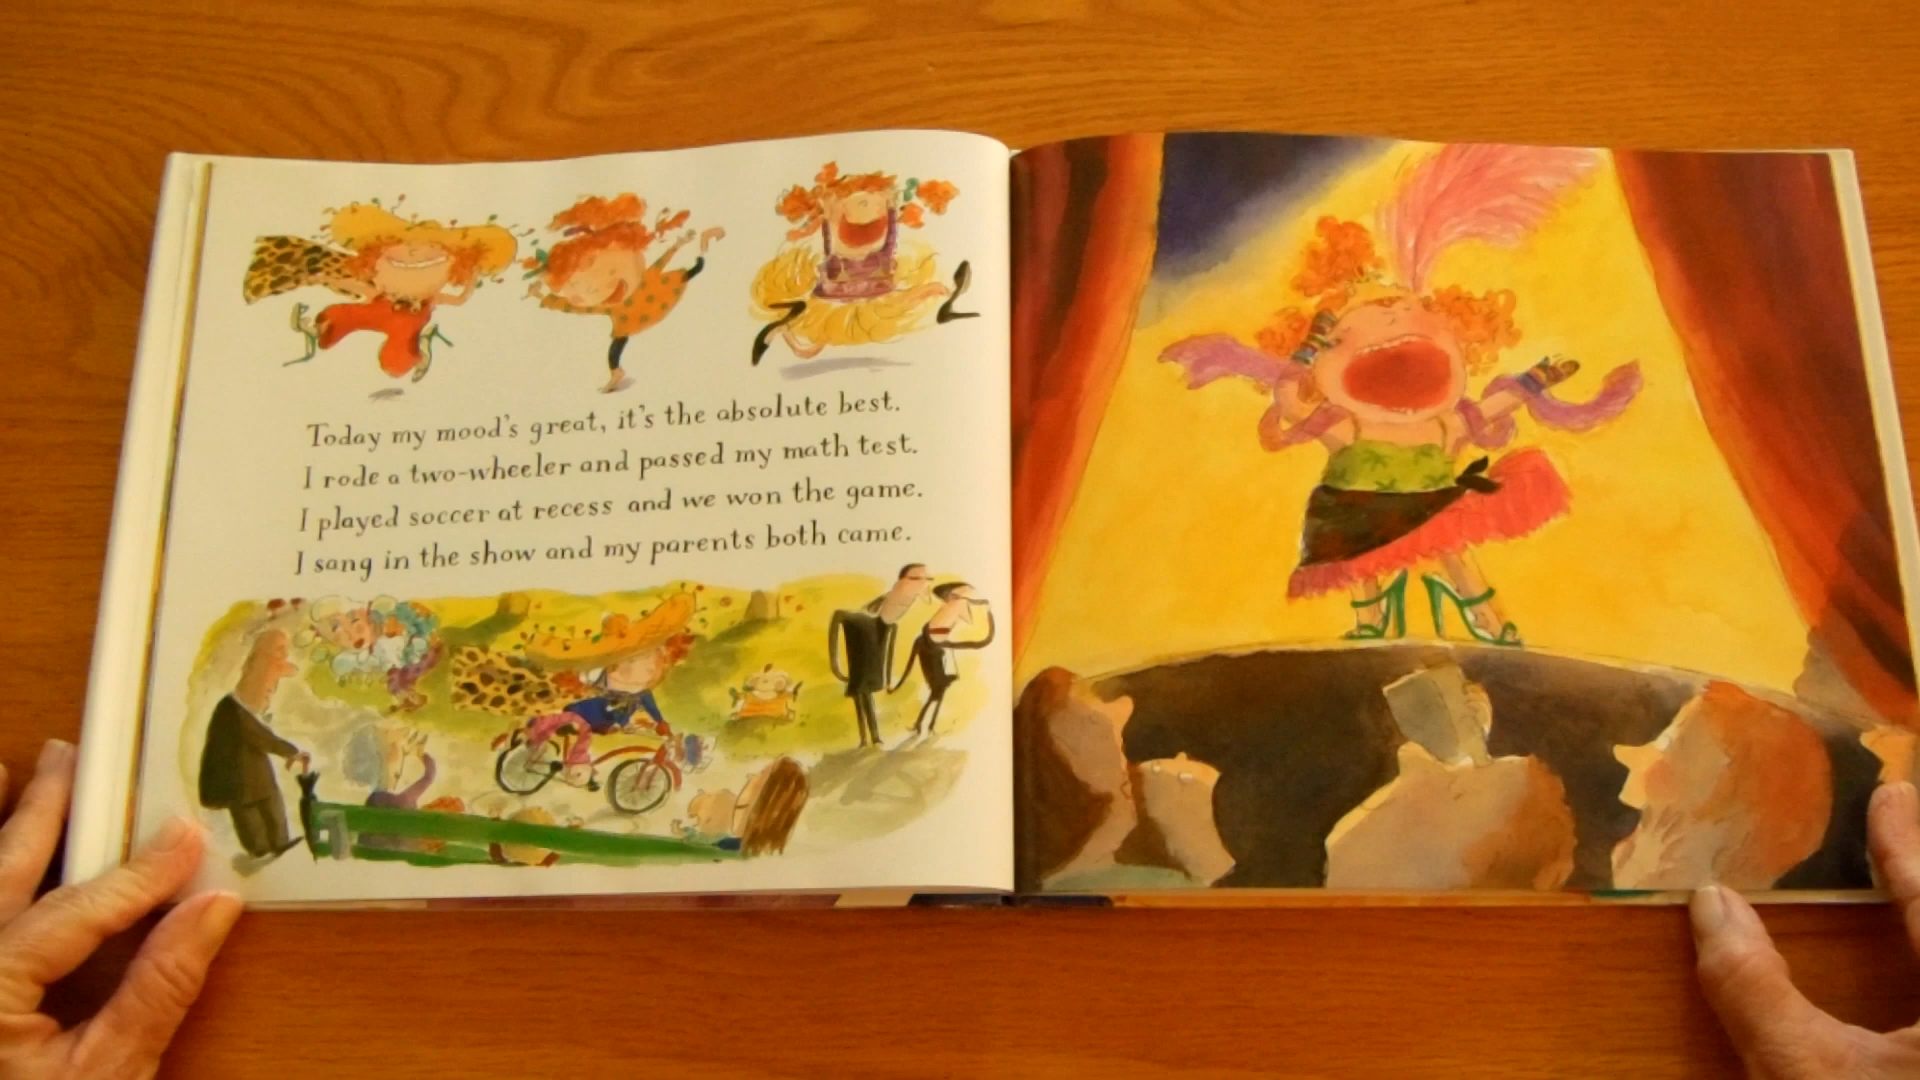 Today my mood's great, it's the absolute best.
I rode a two-wheeler and passed my math test.
I played soccer at recess and we won the game.
I sang in the show and my parents both came.